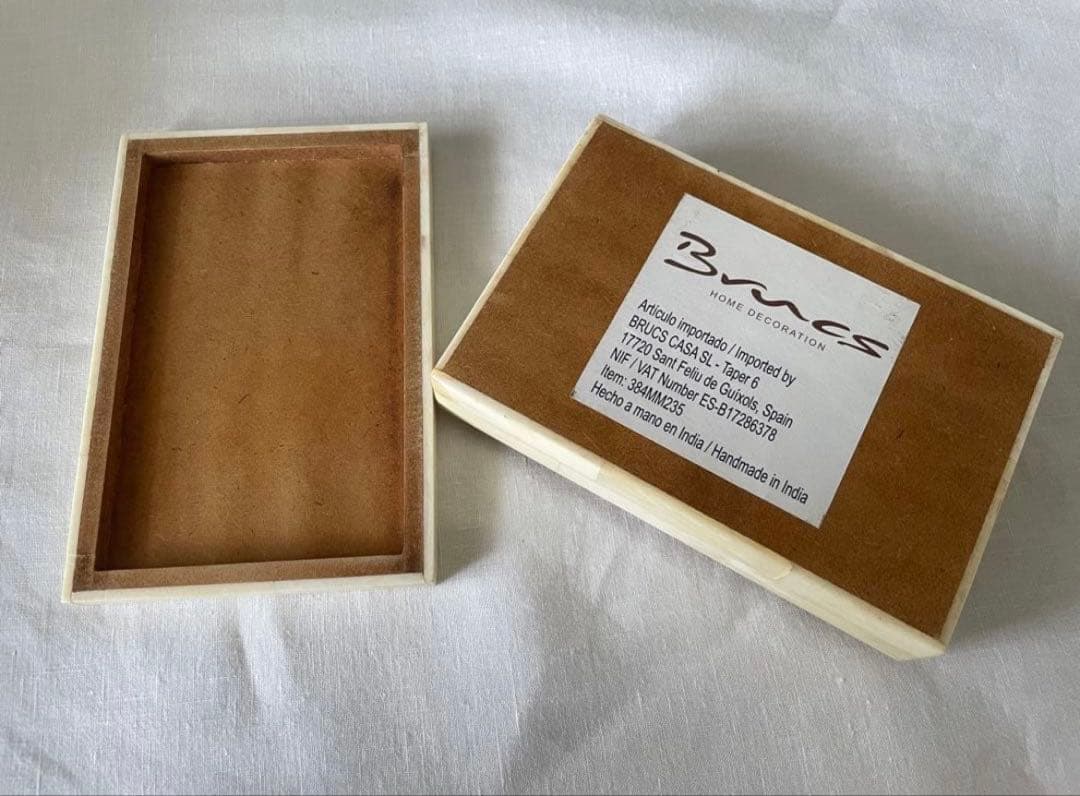 Brucs
HOME DECORATION
Artículo importado / Imported by
BRUCS CASA SL - Taper 6
17720 Sant Feliu de Guíxols, Spain
NIF / VAT Number ES-B17286378
Item: 384MM235
Hecho a mano en India / Handmade in India